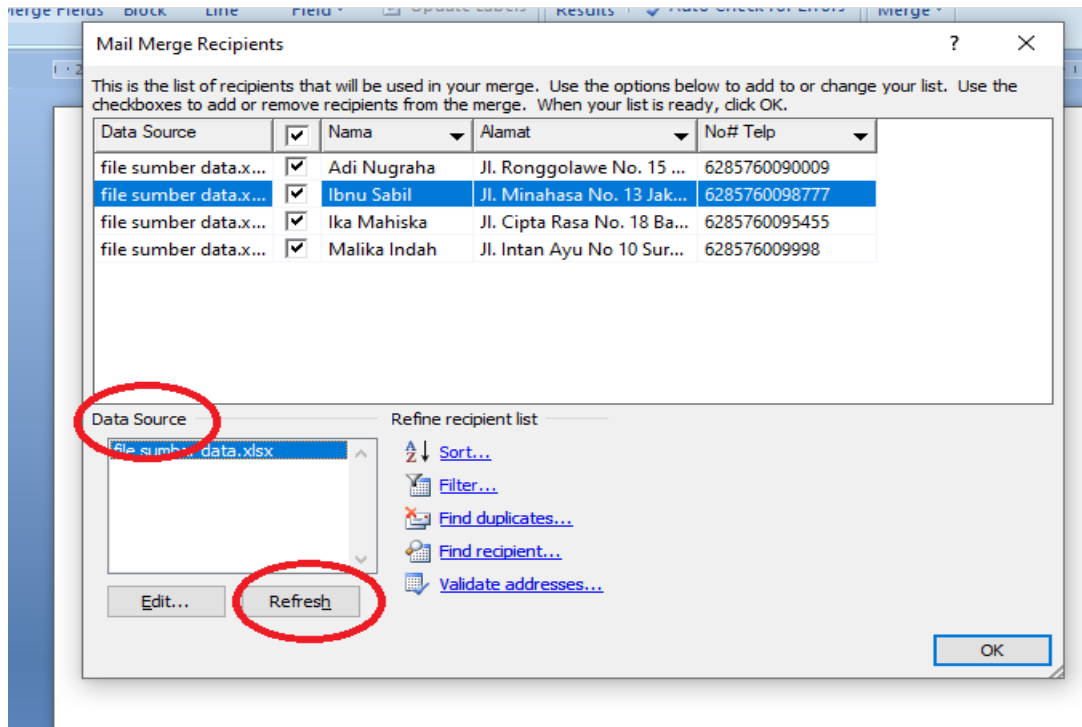 Merge Fields Block Line Field Update Labels Results Auto Check for Errors Merge
Mail Merge Recipients ? X
This is the list of recipients that will be used in your merge. Use the options below to add to or change your list. Use the
checkboxes to add or remove recipients from the merge. When your list is ready, click OK.
Data Source Nama Alamat No# Telp
file sumber data.x... Adi Nugraha Jl. Ronggolawe No. 15 ... 6285760090009
file sumber data.x... Ibnu Sabil Jl. Minahasa No. 13 Jak... 6285760098777
file sumber data.x... Ika Mahiska Jl. Cipta Rasa No. 18 Ba... 6285760095455
file sumber data.x... Malika Indah Jl. Intan Ayu No 10 Sur... 628576009998
Data Source Refine recipient list
file sumber data.xlsx
Sort...
Filter...
Find duplicates...
Find recipient...
Validate addresses...
Edit... Refresh
OK